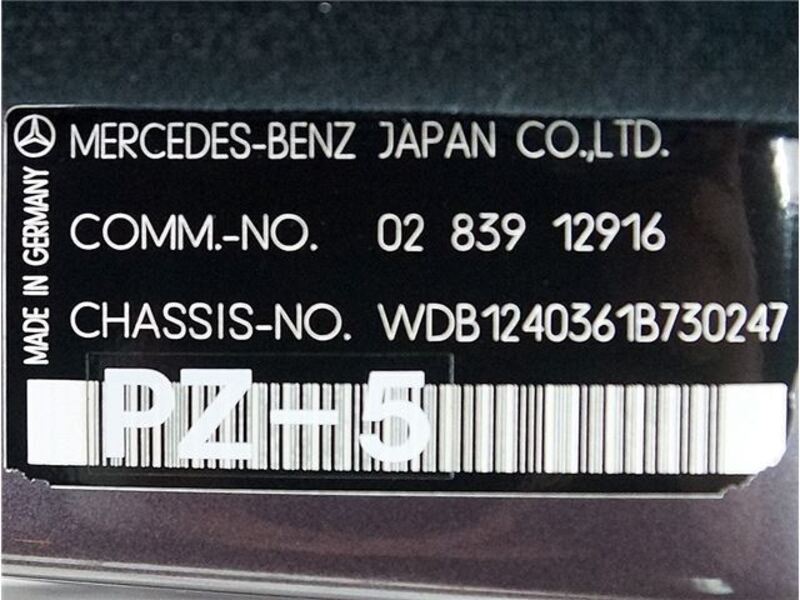 MERCEDES-BENZ JAPAN CO.,LTD.
COMM.-NO. 02 839 12916
CHASSIS-NO. WDB1240361B730247
MADE IN GERMANY
PZ-5